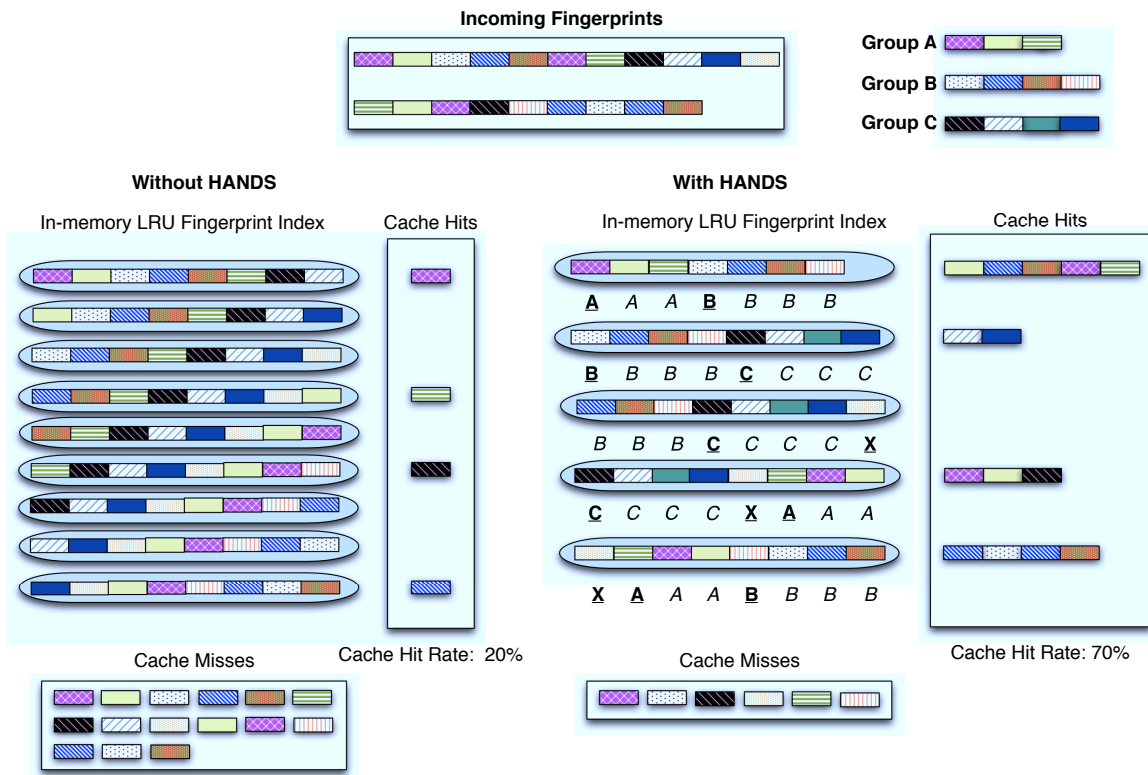 Incoming Fingerprints
Group A
Group B
Group C
Without HANDS
In-memory LRU Fingerprint Index
Cache Hits
Cache Hit Rate: 20%
Cache Misses
With HANDS
In-memory LRU Fingerprint Index
Cache Hits
A A A B B B B
B B B B C C C C
B B B C C C C X
C C C C X A A A
X A A A B B B B
Cache Hit Rate: 70%
Cache Misses